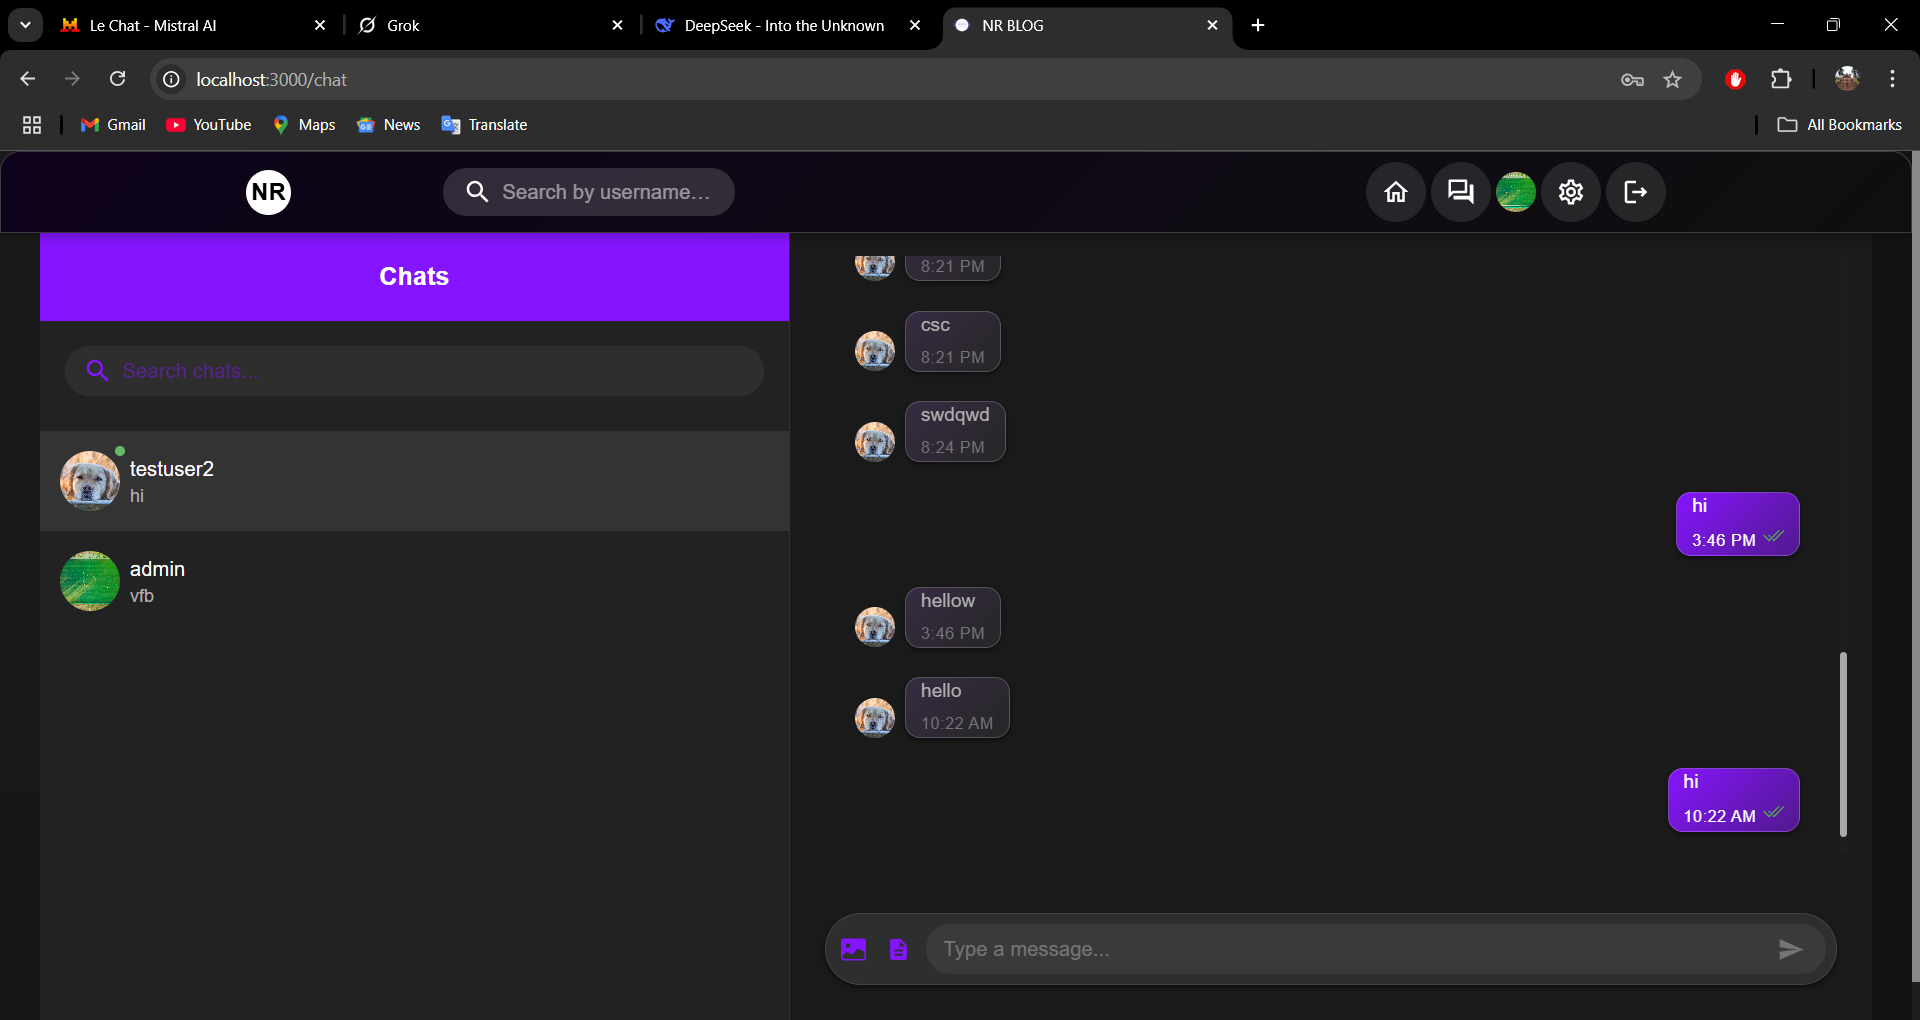 Le Chat - Mistral AI
Grok
DeepSeek - Into the Unknown
NR BLOG
localhost:3000/chat
Gmail
YouTube
Maps
News
Translate
All Bookmarks
NR
Search by username...
Chats
Search chats...
testuser2
hi
admin
vfb
8:21 PM
csc
8:21 PM
swdqwd
8:24 PM
hi
3:46 PM
hellow
3:46 PM
hello
10:22 AM
hi
10:22 AM
Type a message...